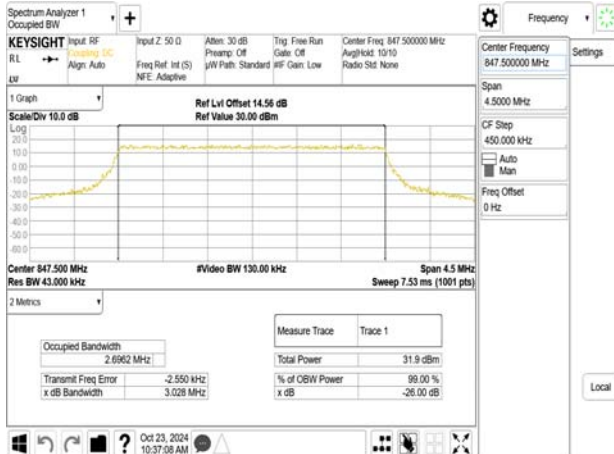 Spectrum Analyzer 1
Occupied BW
Frequency
KEYSIGHT
RL
Input: RF
Coupling: DC
Align: Auto
Input Z: 50 Ω
Freq Ref: Int (S)
NFE: Adaptive
Atten: 30 dB
Preamp: Off
µW Path: Standard
Trig: Free Run
Gate: Off
#IF Gain: Low
Center Freq: 847.500000 MHz
Avg|Hold: 10/10
Radio Std: None
Center Frequency
847.500000 MHz
Settings
Span
4.5000 MHz
CF Step
450.000 kHz
Auto
Man
Freq Offset
0 Hz
1 Graph
Scale/Div 10.0 dB
Ref Lvl Offset 14.56 dB
Ref Value 30.00 dBm
Log
20.0
10.0
0.00
-10.0
-20.0
-30.0
-40.0
-50.0
-60.0
Center 847.500 MHz
Res BW 43.000 kHz
#Video BW 130.00 kHz
Span 4.5 MHz
Sweep 7.53 ms (1001 pts)
2 Metrics
Measure Trace Trace 1
Occupied Bandwidth
2.6962 MHz
Total Power 31.9 dBm
Transmit Freq Error -2.550 kHz
% of OBW Power 99.00 %
x dB Bandwidth 3.028 MHz
x dB -26.00 dB
Local
?
Oct 23, 2024
10:37:08 AM